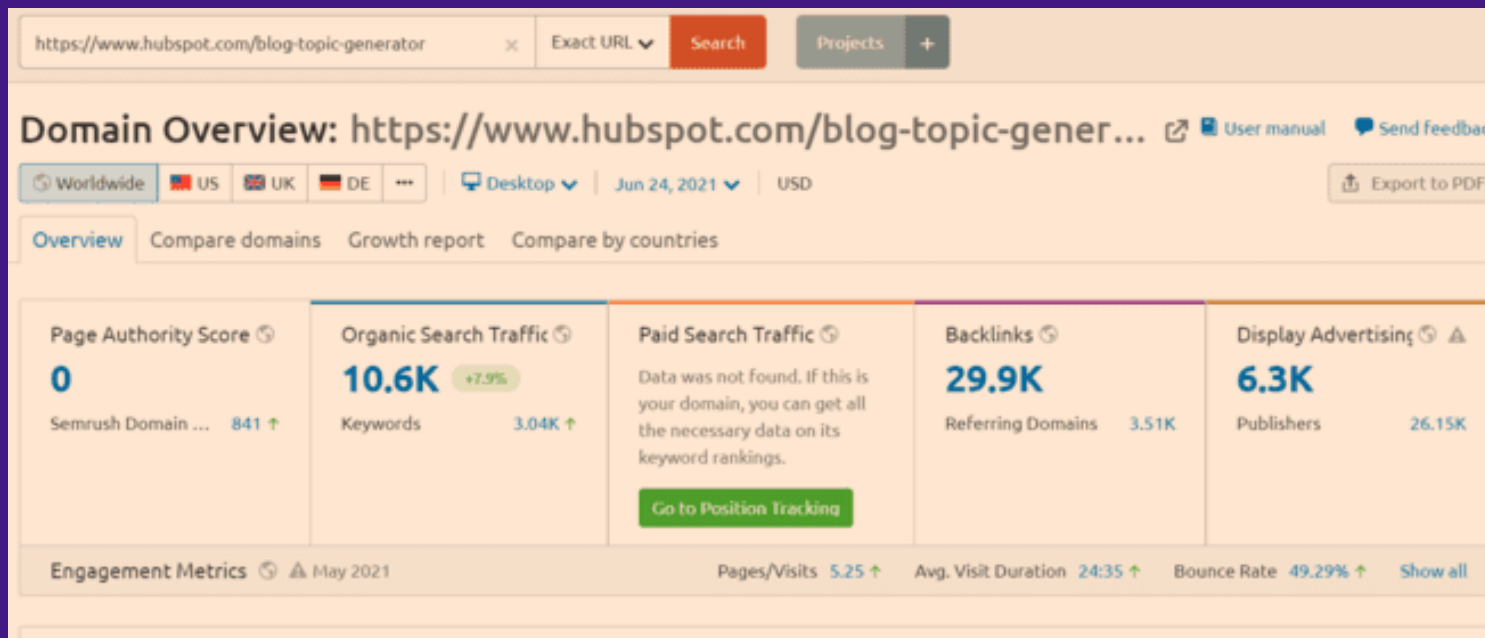 https://www.hubspot.com/blog-topic-generator × Exact URL Search Projects +
Domain Overview: https://www.hubspot.com/blog-topic-gener... User manual Send feedbac
Worldwide US UK DE ... Desktop Jun 24, 2021 USD Export to PDF
Overview Compare domains Growth report Compare by countries
Page Authority Score
0
Semrush Domain ... 841 ↑
Organic Search Traffic
10.6K +7.9%
Keywords 3.04K ↑
Paid Search Traffic
Data was not found. If this is
your domain, you can get all
the necessary data on its
keyword rankings.
Go to Position Tracking
Backlinks
29.9K
Referring Domains 3.51K
Display Advertising
6.3K
Publishers 26.15K
Engagement Metrics May 2021 Pages/Visits 5.25 ↑ Avg. Visit Duration 24:35 ↑ Bounce Rate 49.29% ↑ Show all